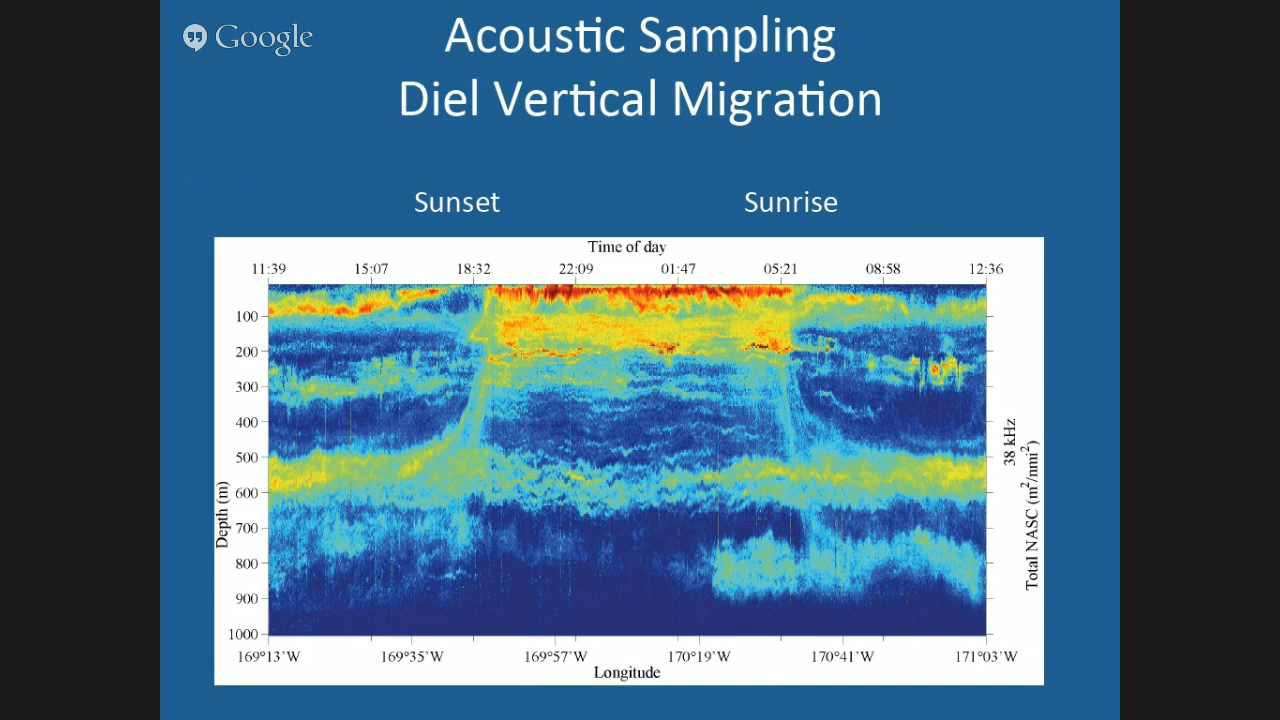 Google
Acoustic Sampling
Diel Vertical Migration
Sunset Sunrise
Time of day
11:39 15:07 18:32 22:09 01:47 05:21 08:58 12:36
100
200
300
400
500
600
700
800
900
1000
Depth (m)
38 kHz
Total NASC (m²/nmi²)
169°13'W 169°35'W 169°57'W 170°19'W 170°41'W 171°03'W
Longitude